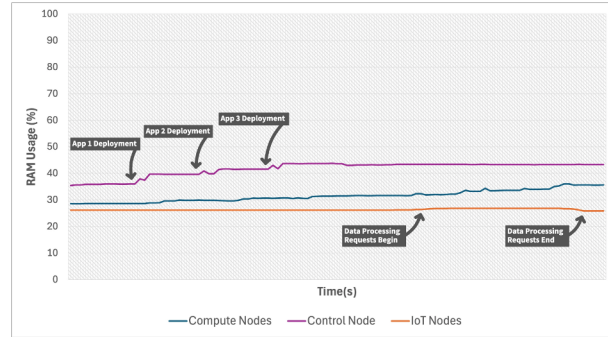 100
90
80
70
60
50
40
30
20
10
0
RAM Usage (%)
App 1 Deployment
App 2 Deployment
App 3 Deployment
Data Processing
Requests Begin
Data Processing
Requests End
Time(s)
Compute Nodes
Control Node
IoT Nodes